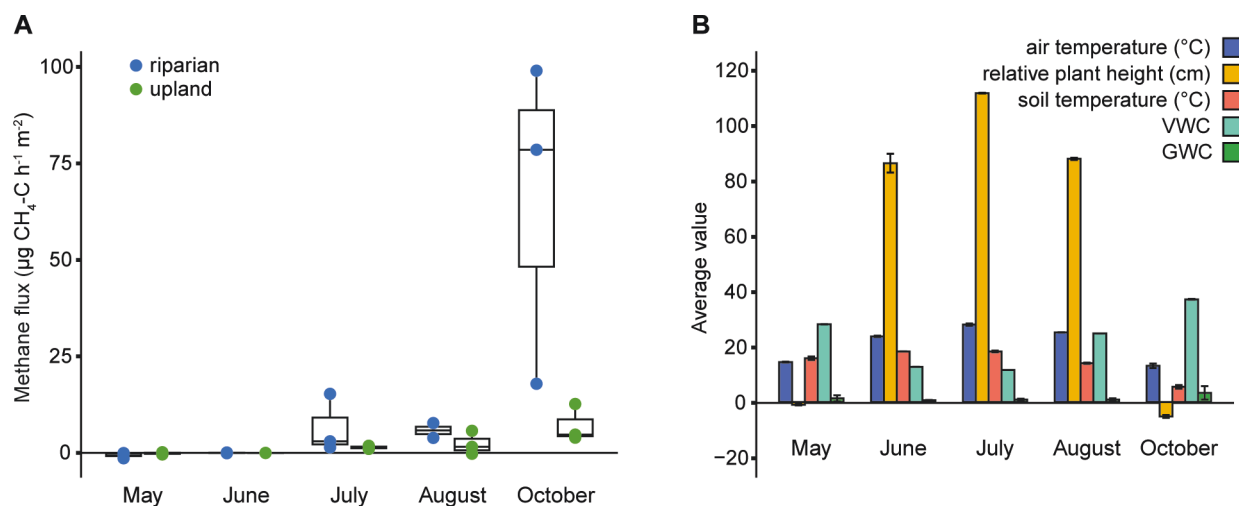 A
Methane flux (µg CH₄-C h⁻¹ m⁻²)
100
75
50
25
0
riparian
upland
May June July August October
B
Average value
120
100
80
60
40
20
0
−20
air temperature (°C)
relative plant height (cm)
soil temperature (°C)
VWC
GWC
May June July August October